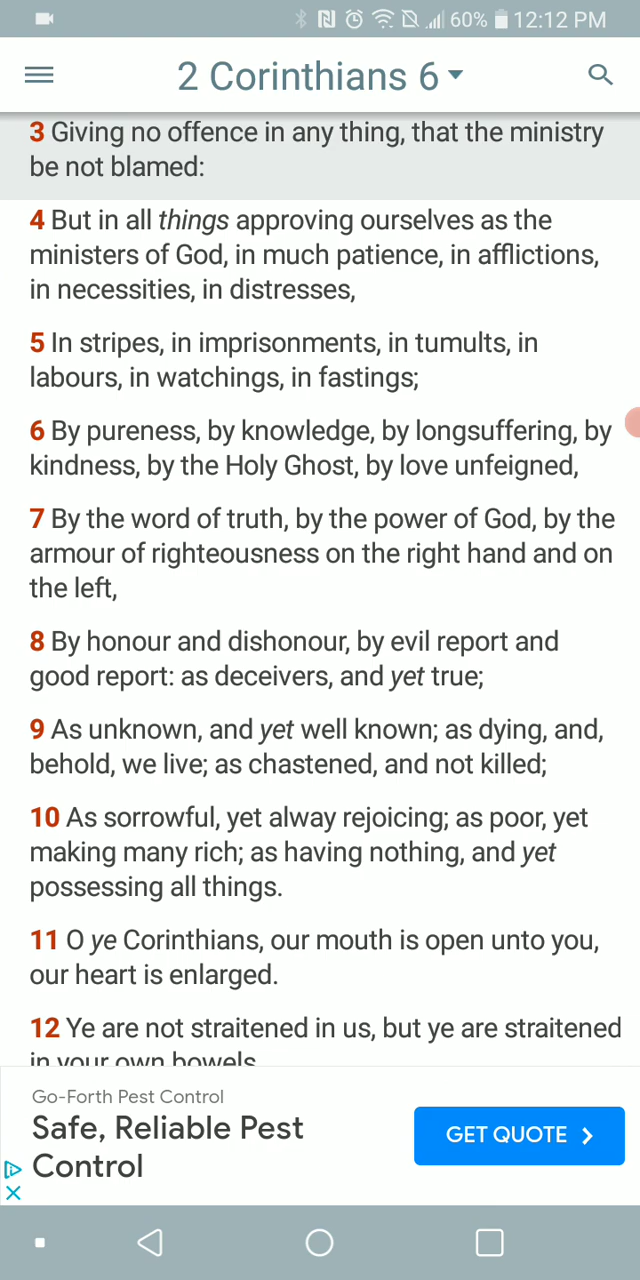 60% 12:12 PM
2 Corinthians 6
3 Giving no offence in any thing, that the ministry
be not blamed:
4 But in all things approving ourselves as the
ministers of God, in much patience, in afflictions,
in necessities, in distresses,
5 In stripes, in imprisonments, in tumults, in
labours, in watchings, in fastings;
6 By pureness, by knowledge, by longsuffering, by
kindness, by the Holy Ghost, by love unfeigned,
7 By the word of truth, by the power of God, by the
armour of righteousness on the right hand and on
the left,
8 By honour and dishonour, by evil report and
good report: as deceivers, and yet true;
9 As unknown, and yet well known; as dying, and,
behold, we live; as chastened, and not killed;
10 As sorrowful, yet alway rejoicing; as poor, yet
making many rich; as having nothing, and yet
possessing all things.
11 O ye Corinthians, our mouth is open unto you,
our heart is enlarged.
12 Ye are not straitened in us, but ye are straitened
in your own bowels
Go-Forth Pest Control
Safe, Reliable Pest
Control
GET QUOTE